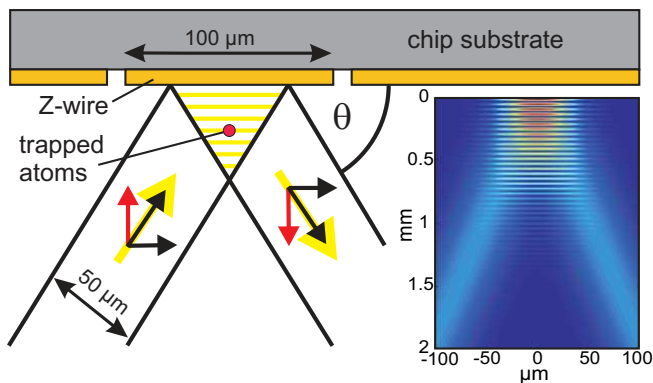 100 µm
chip substrate
Z-wire
trapped
atoms
θ
50 µm
0
0.5
1
1.5
2
mm
-100
-50
0
50
100
µm